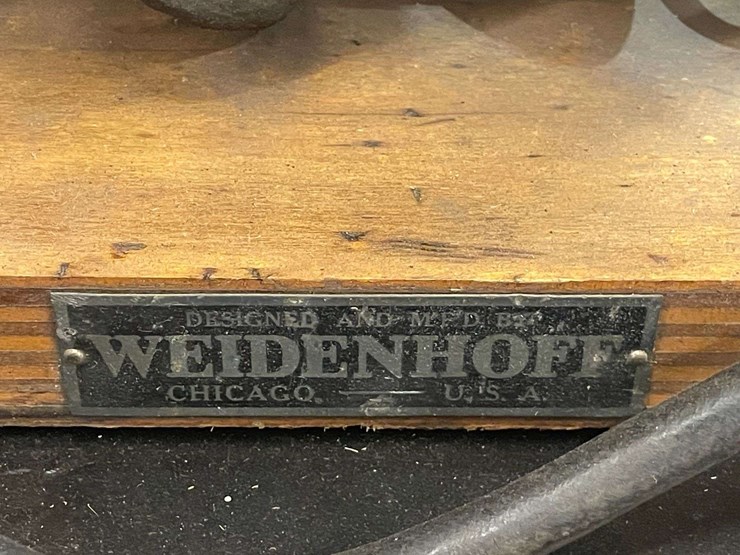 DESIGNED AND M'F'D. BY
WEIDENHOFF
CHICAGO, — U. S. A.